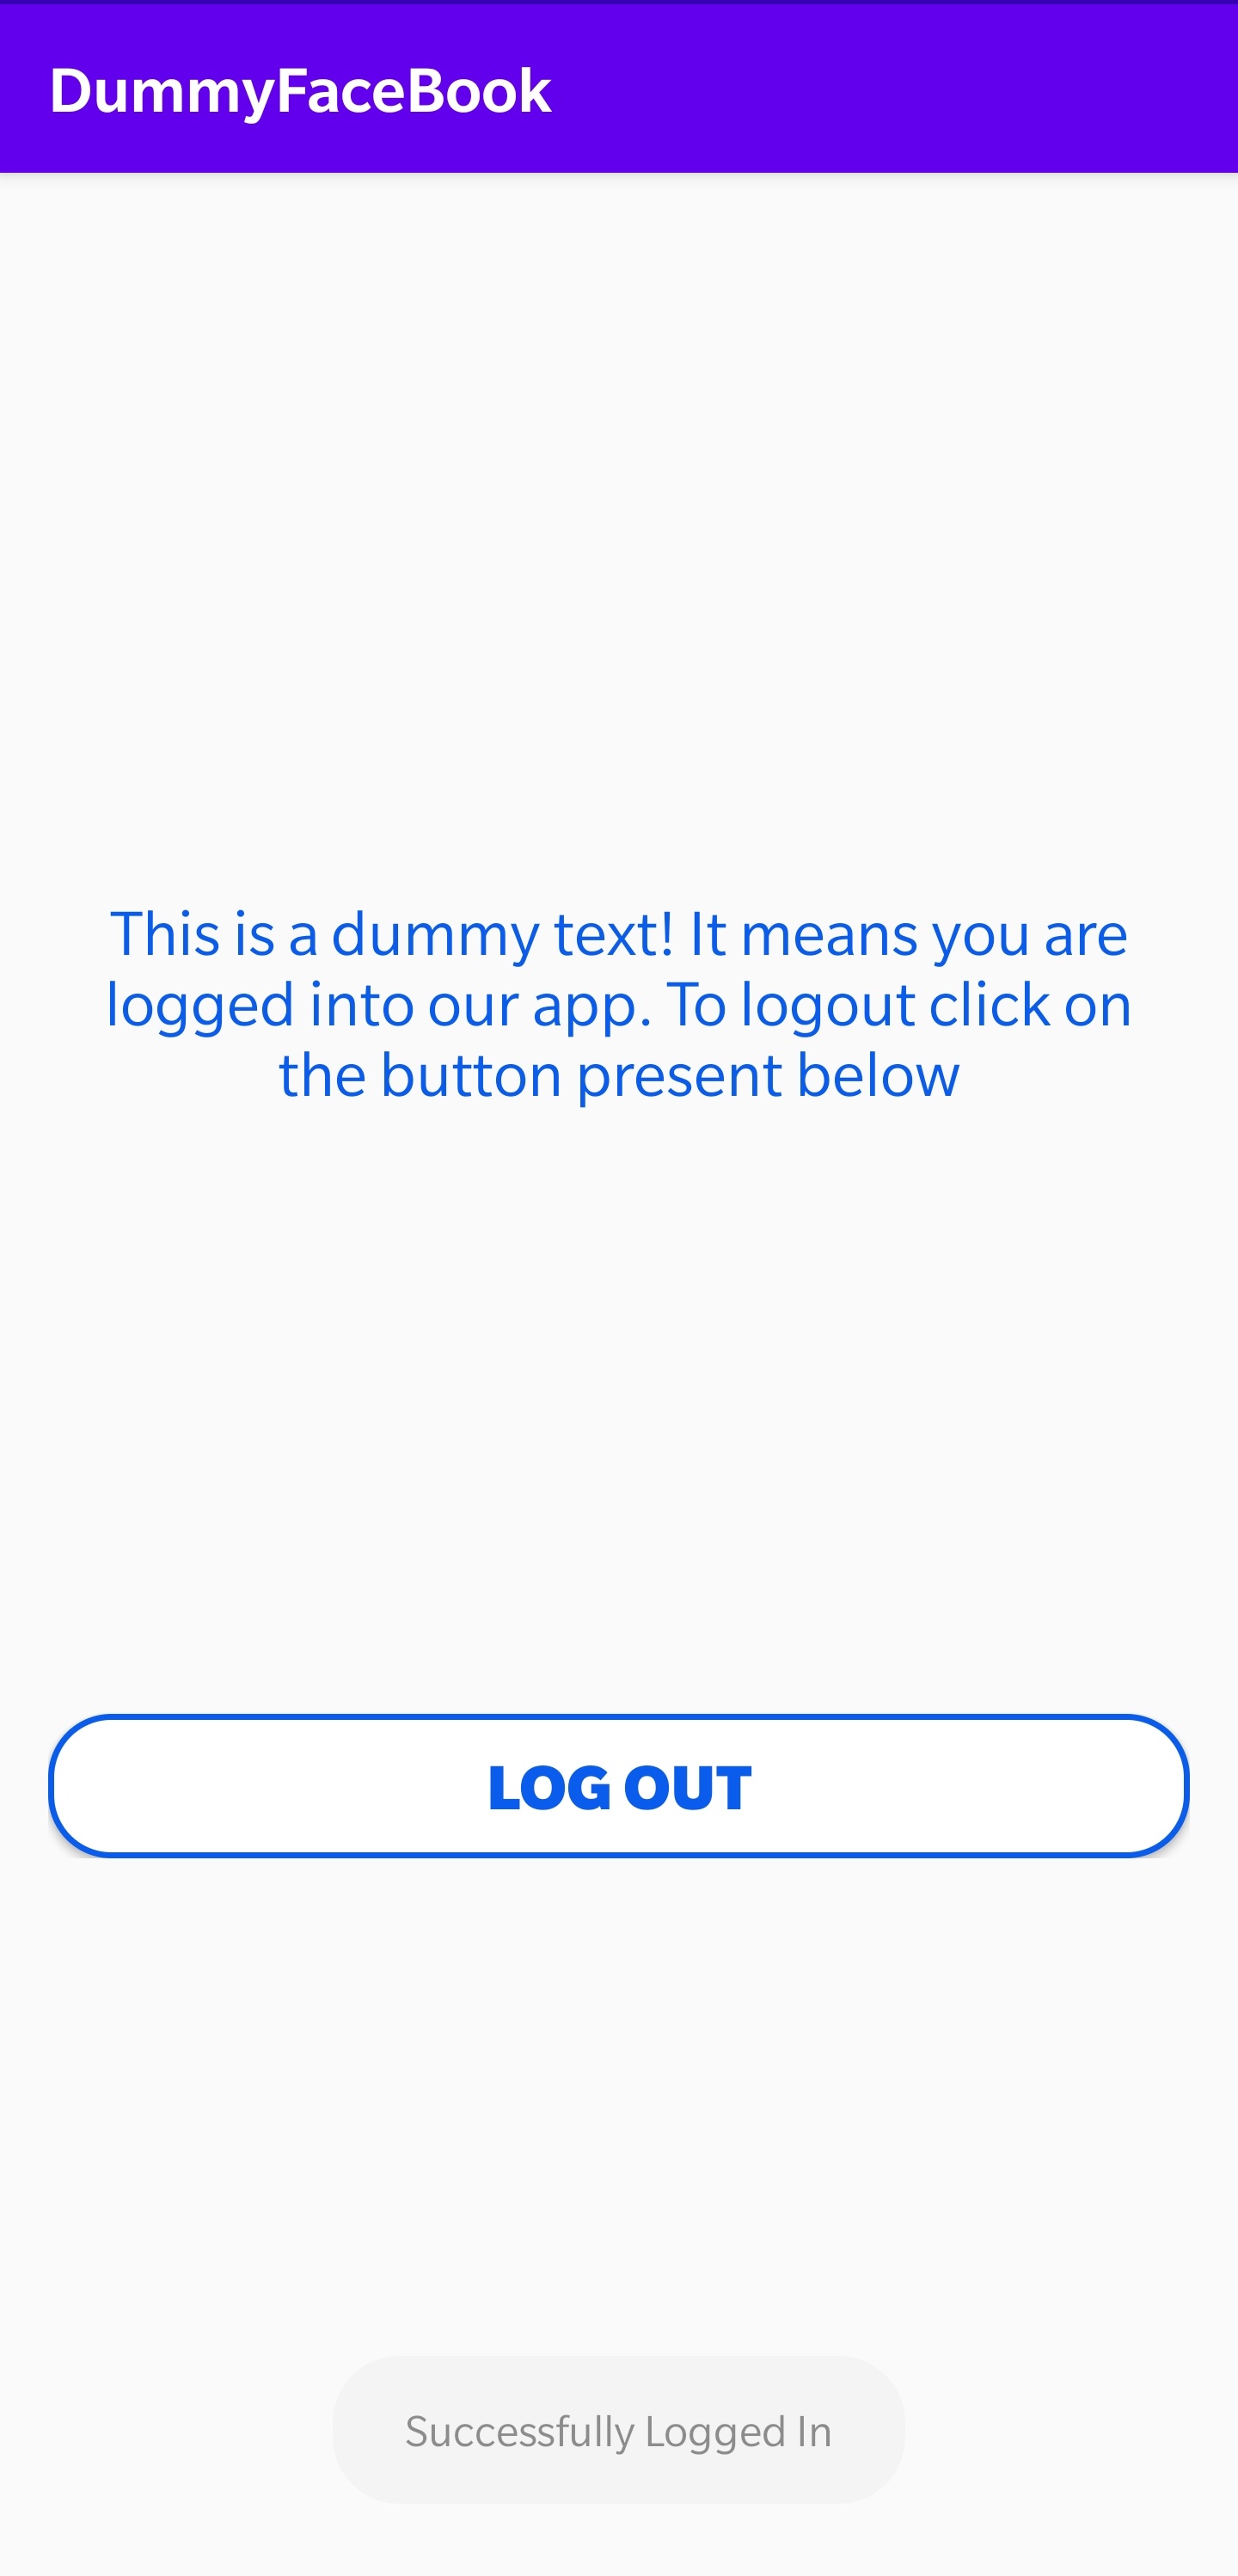 DummyFaceBook
This is a dummy text! It means you are
logged into our app. To logout click on
the button present below
LOG OUT
Successfully Logged In